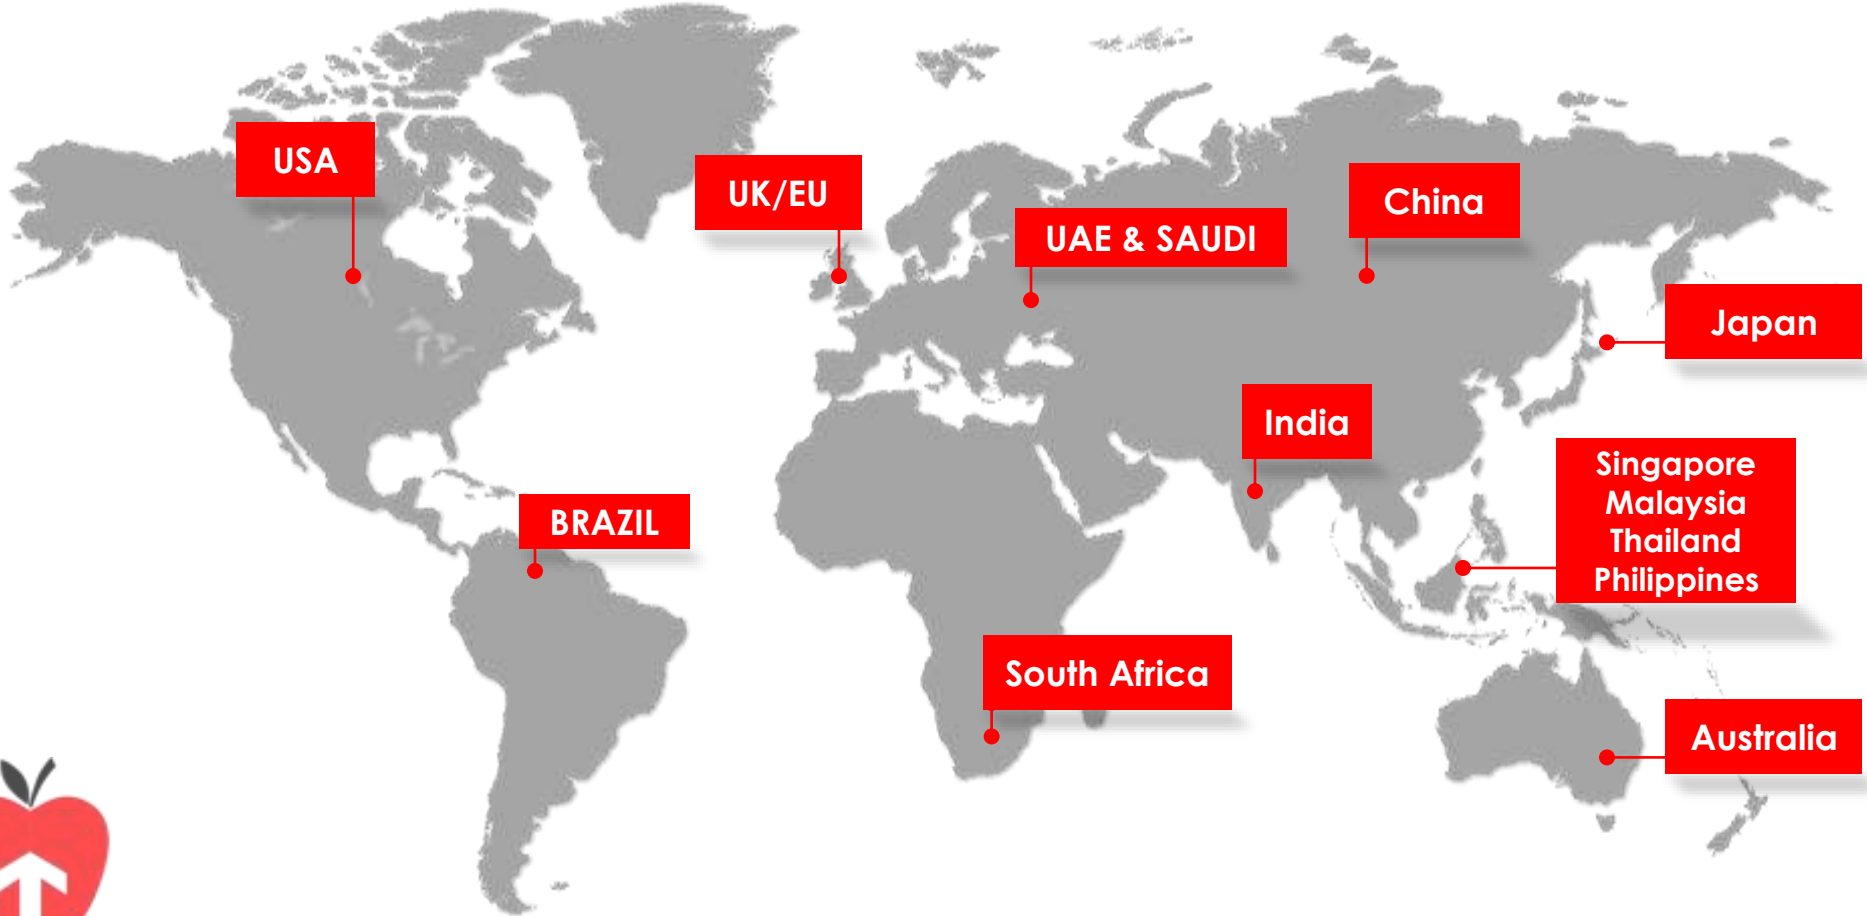 USA
UK/EU
China
UAE & SAUDI
Japan
India
Singapore
Malaysia
Thailand
Philippines
BRAZIL
South Africa
Australia